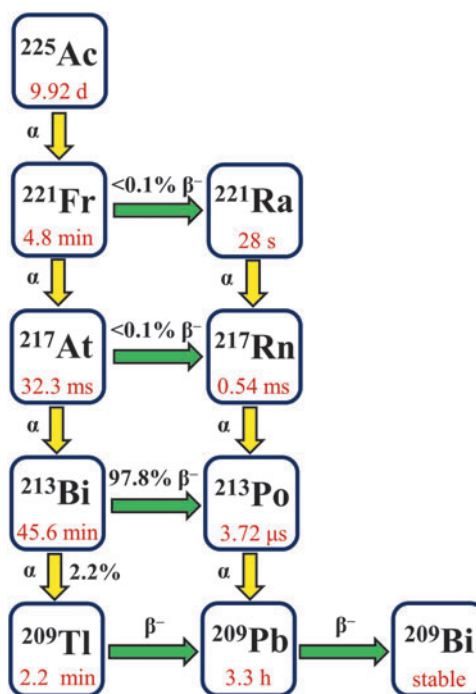 ²²⁵Ac
9.92 d
α
<0.1% β⁻
²²¹Fr
4.8 min
²²¹Ra
28 s
α
α
<0.1% β⁻
²¹⁷At
32.3 ms
²¹⁷Rn
0.54 ms
α
α
97.8% β⁻
²¹³Bi
45.6 min
²¹³Po
3.72 µs
α
2.2%
α
²⁰⁹Tl
2.2 min
β⁻
²⁰⁹Pb
3.3 h
β⁻
²⁰⁹Bi
stable